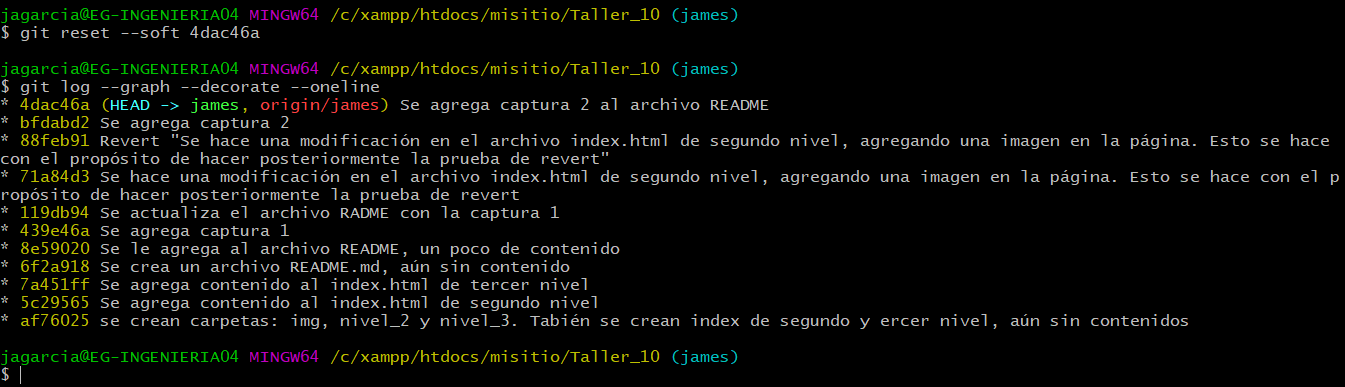 jagarcia@EG-INGENIERIA04 MINGW64 /c/xampp/htdocs/misitio/Taller_10 (james)
$ git reset --soft 4dac46a
jagarcia@EG-INGENIERIA04 MINGW64 /c/xampp/htdocs/misitio/Taller_10 (james)
$ git log --graph --decorate --oneline
* 4dac46a (HEAD -> james, origin/james) Se agrega captura 2 al archivo README
* bfdabd2 Se agrega captura 2
* 88feb91 Revert "Se hace una modificación en el archivo index.html de segundo nivel, agregando una imagen en la página. Esto se hace
con el propósito de hacer posteriormente la prueba de revert"
* 71a84d3 Se hace una modificación en el archivo index.html de segundo nivel, agregando una imagen en la página. Esto se hace con el p
ropósito de hacer posteriormente la prueba de revert
* 119db94 Se actualiza el archivo RADME con la captura 1
* 439e46a Se agrega captura 1
* 8e59020 Se le agrega al archivo README, un poco de contenido
* 6f2a918 Se crea un archivo README.md, aún sin contenido
* 7a451ff Se agrega contenido al index.html de tercer nivel
* 5c29565 Se agrega contenido al index.html de segundo nivel
* af76025 se crean carpetas: img, nivel_2 y nivel_3. Tabién se crean index de segundo y ercer nivel, aún sin contenidos
jagarcia@EG-INGENIERIA04 MINGW64 /c/xampp/htdocs/misitio/Taller_10 (james)
$